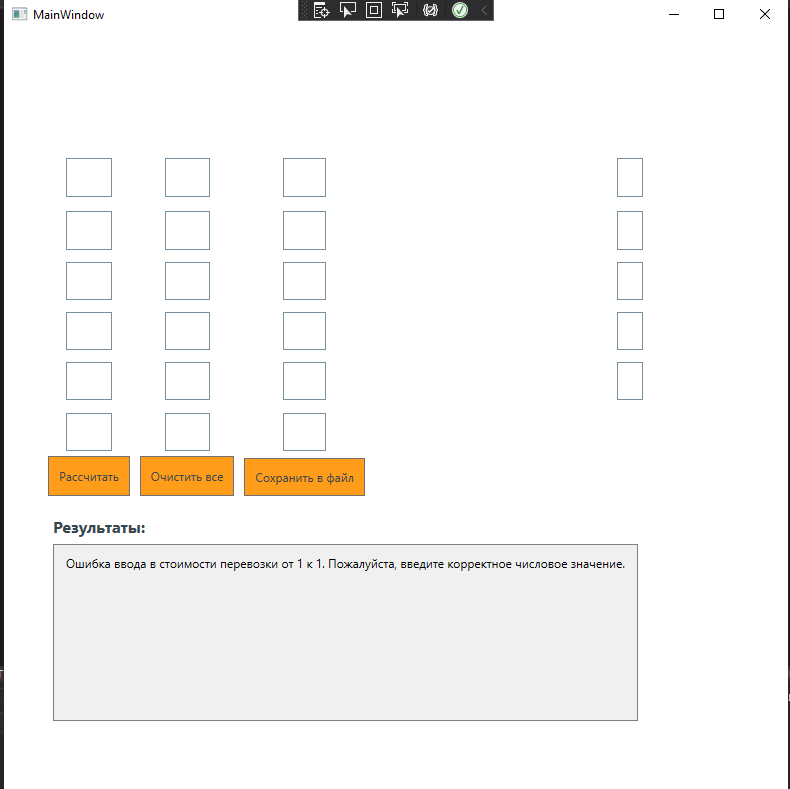 MainWindow
Рассчитать
Очистить все
Сохранить в файл
Результаты:
Ошибка ввода в стоимости перевозки от 1 к 1. Пожалуйста, введите корректное числовое значение.